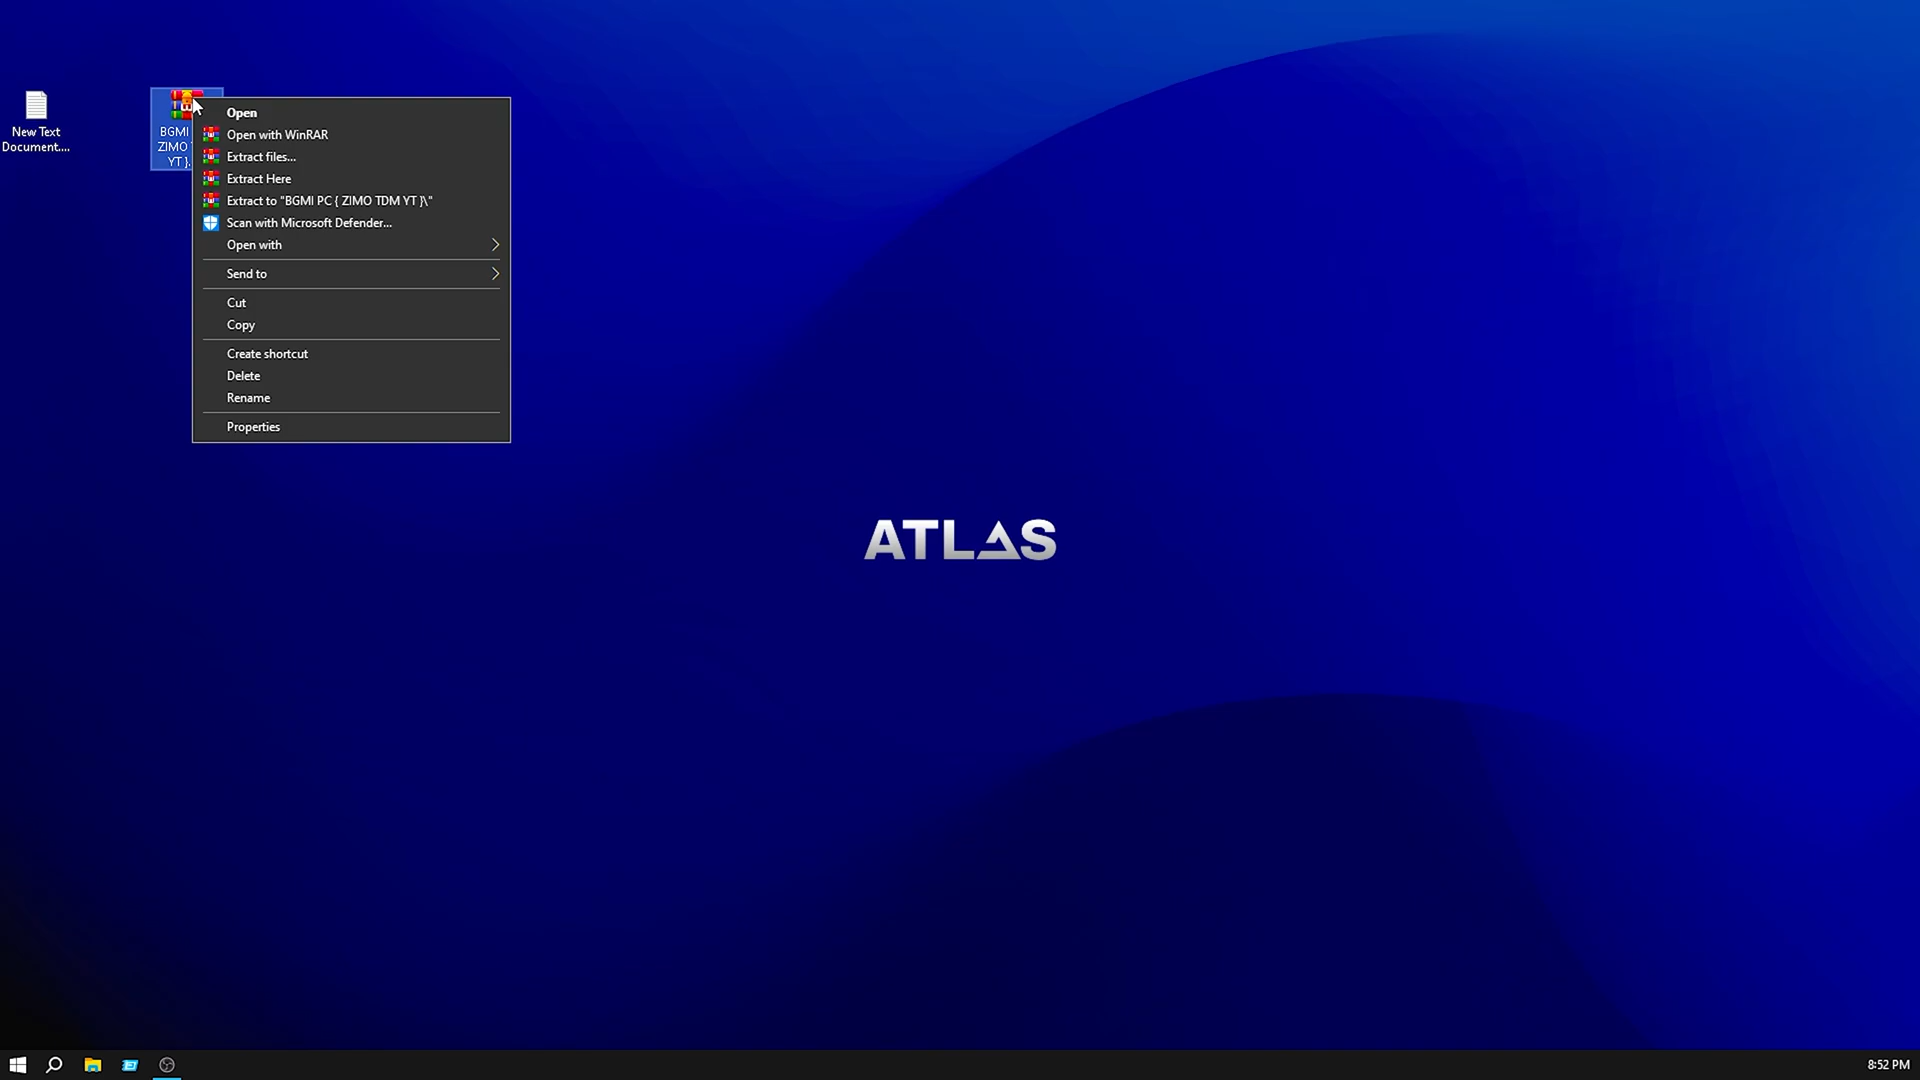 New Text
Document....
BGMI
ZIMO
YT }.
Open
Open with WinRAR
Extract files...
Extract Here
Extract to "BGMI PC { ZIMO TDM YT }\"
Scan with Microsoft Defender...
Open with
Send to
Cut
Copy
Create shortcut
Delete
Rename
Properties
ATLAS
8:52 PM